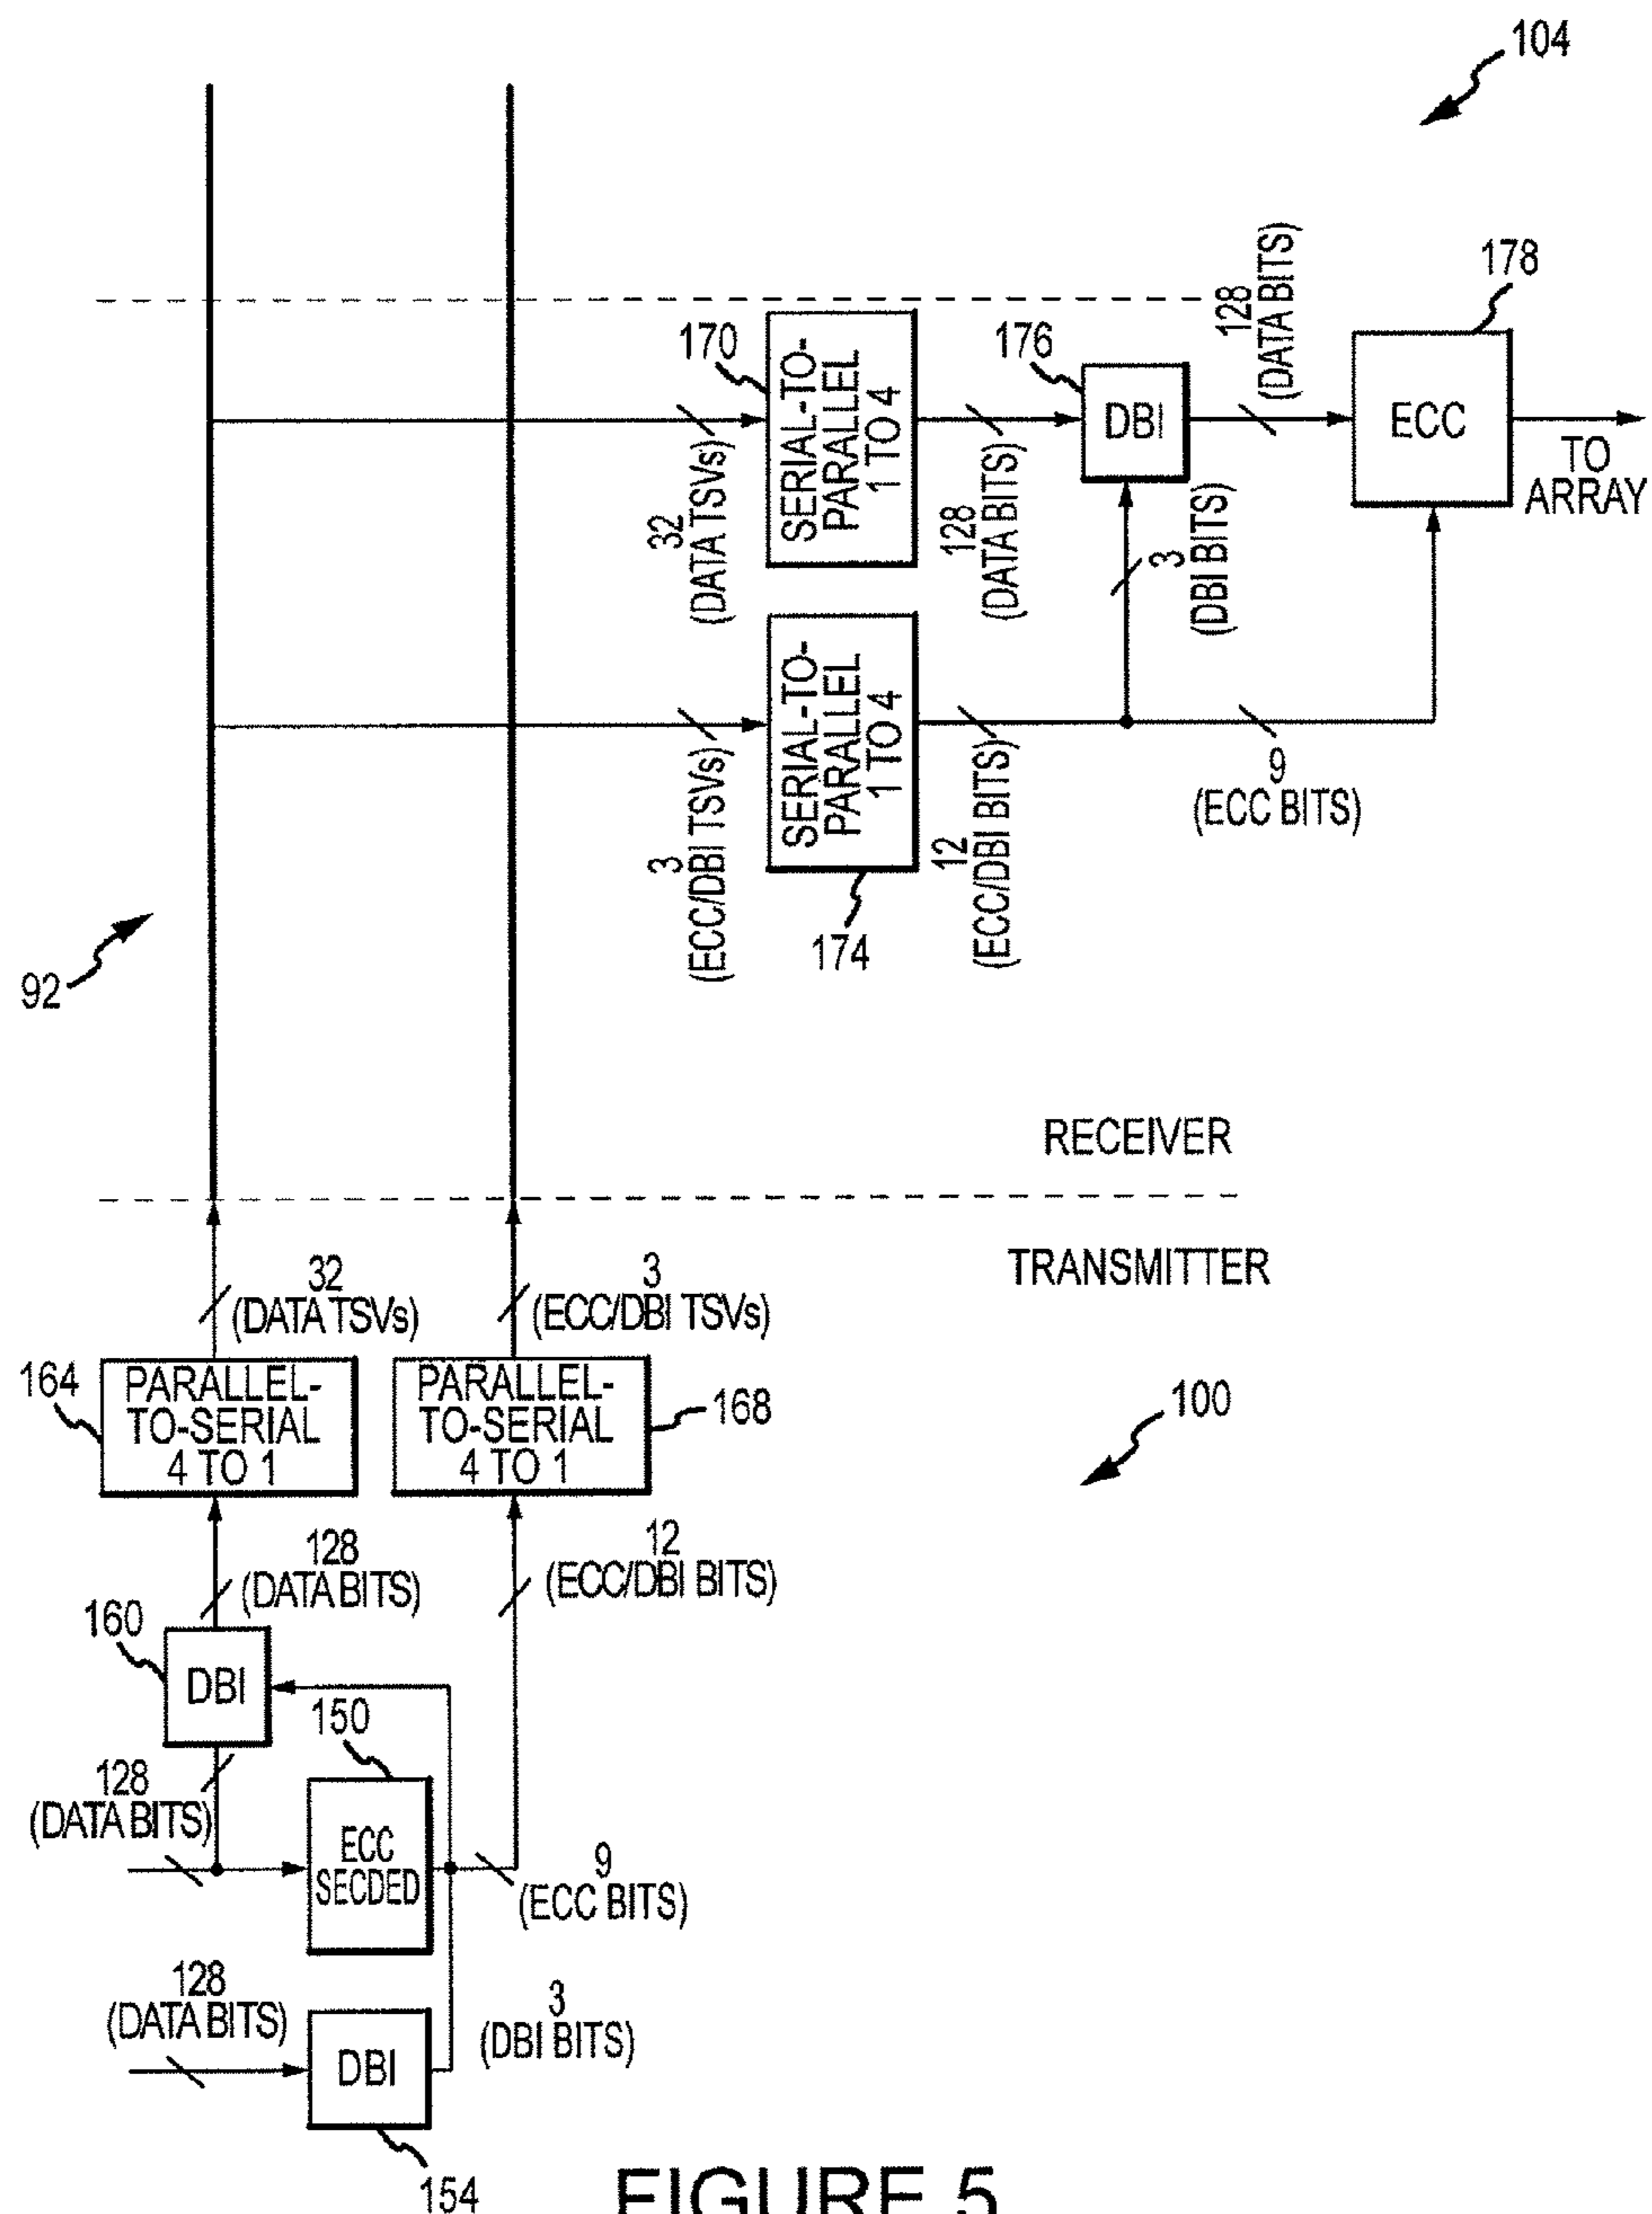 104
178
128
(DATA BITS)
170
SERIAL-TO-
PARALLEL
1 TO 4
176
DBI
ECC
TO
ARRAY
32
(DATA TSVs)
128
(DATA BITS)
3
(DBI BITS)
SERIAL-TO-
PARALLEL
1 TO 4
3
(ECC/DBI TSVs)
12
(ECC/DBI BITS)
9
(ECC BITS)
174
92
RECEIVER
TRANSMITTER
32
(DATA TSVs)
3
(ECC/DBI TSVs)
164
PARALLEL-
TO-SERIAL
4 TO 1
PARALLEL-
TO-SERIAL
4 TO 1
168
100
128
(DATA BITS)
12
(ECC/DBI BITS)
160
DBI
150
128
(DATA BITS)
ECC
SECDED
9
(ECC BITS)
128
(DATA BITS)
3
(DBI BITS)
DBI
154
FIGURE 5